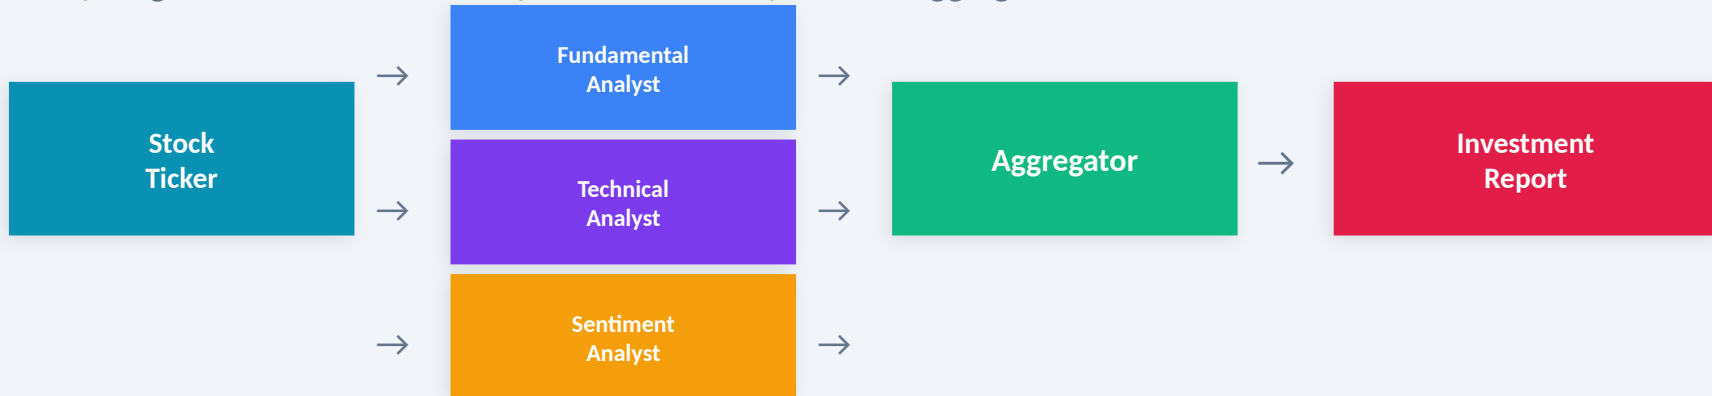 Stock
Ticker
→
→
→
Fundamental
Analyst
Technical
Analyst
Sentiment
Analyst
→
→
→
Aggregator
→
Investment
Report